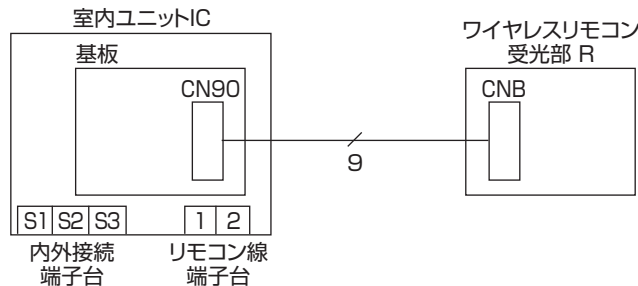 室内ユニットIC
基板
CN90
ワイヤレスリモコン
受光部 R
CNB
9
S1 S2 S3
1 2
内外接続
端子台
リモコン線
端子台